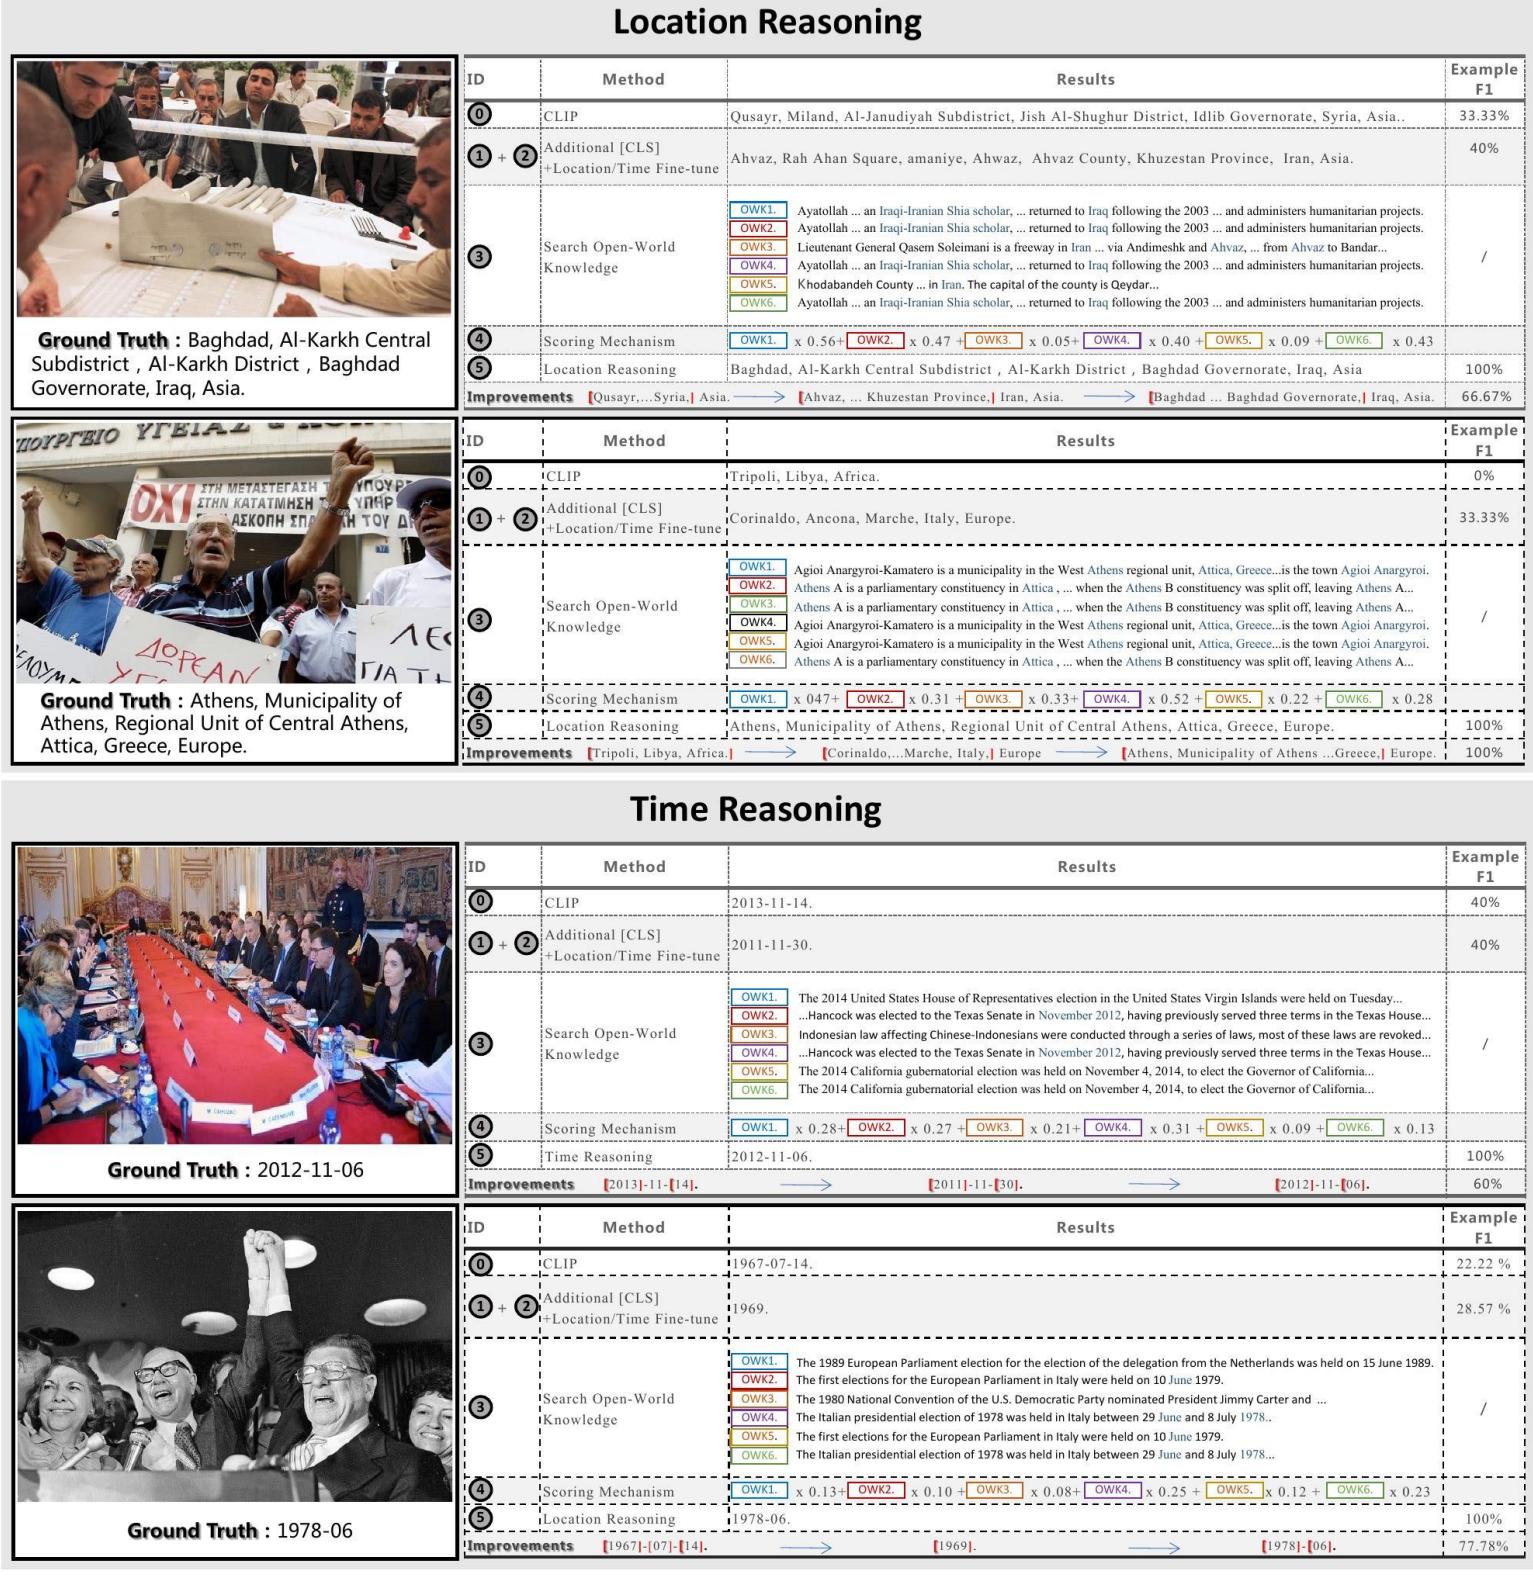 Location Reasoning
ID Method Results Example F1
0 CLIP Qusayr, Miland, Al-Janudiyah Subdistrict, Jish Al-Shughur District, Idlib Governorate, Syria, Asia.. 33.33%
1 + 2 Additional [CLS] +Location/Time Fine-tune Ahvaz, Rah Ahan Square, amaniye, Ahwaz, Ahvaz County, Khuzestan Province, Iran, Asia. 40%
3 Search Open-World Knowledge /
OWK1. Ayatollah ... an Iraqi-Iranian Shia scholar, ... returned to Iraq following the 2003 ... and administers humanitarian projects.
OWK2. Ayatollah ... an Iraqi-Iranian Shia scholar, ... returned to Iraq following the 2003 ... and administers humanitarian projects.
OWK3. Lieutenant General Qasem Soleimani is a freeway in Iran ... via Andimeshk and Ahvaz, ... from Ahvaz to Bandar...
OWK4. Ayatollah ... an Iraqi-Iranian Shia scholar, ... returned to Iraq following the 2003 ... and administers humanitarian projects.
OWK5. Khodabandeh County ... in Iran. The capital of the county is Qeydar...
OWK6. Ayatollah ... an Iraqi-Iranian Shia scholar, ... returned to Iraq following the 2003 ... and administers humanitarian projects.
4 Scoring Mechanism OWK1. x 0.56+ OWK2. x 0.47 + OWK3. x 0.05+ OWK4. x 0.40 + OWK5. x 0.09 + OWK6. x 0.43
5 Location Reasoning Baghdad, Al-Karkh Central Subdistrict , Al-Karkh District , Baghdad Governorate, Iraq, Asia 100%
Improvements [Qusayr,...Syria,] Asia. → [Ahvaz, ... Khuzestan Province,] Iran, Asia. → [Baghdad ... Baghdad Governorate,] Iraq, Asia. 66.67%
Ground Truth : Baghdad, Al-Karkh Central
Subdistrict , Al-Karkh District , Baghdad
Governorate, Iraq, Asia.
ΠΟΥΡΓΕΙΟ ΥΓΕΙΑΣ &
ΟΧΙ
ΣΤΗ ΜΕΤΑΣΤΕΓΑΣΗ
ΣΤΗΝ ΚΑΤΑΤΜΗΣΗ
ΔΩΡΕΑΝ
ΓΙΑ ΤΗ
ID Method Results Example F1
0 CLIP Tripoli, Libya, Africa. 0%
1 + 2 Additional [CLS] +Location/Time Fine-tune Corinaldo, Ancona, Marche, Italy, Europe. 33.33%
3 Search Open-World Knowledge /
OWK1. Agioi Anargyroi-Kamatero is a municipality in the West Athens regional unit, Attica, Greece...is the town Agioi Anargyroi.
OWK2. Athens A is a parliamentary constituency in Attica , ... when the Athens B constituency was split off, leaving Athens A...
OWK3. Athens A is a parliamentary constituency in Attica , ... when the Athens B constituency was split off, leaving Athens A...
OWK4. Agioi Anargyroi-Kamatero is a municipality in the West Athens regional unit, Attica, Greece...is the town Agioi Anargyroi.
OWK5. Agioi Anargyroi-Kamatero is a municipality in the West Athens regional unit, Attica, Greece...is the town Agioi Anargyroi.
OWK6. Athens A is a parliamentary constituency in Attica , ... when the Athens B constituency was split off, leaving Athens A...
4 Scoring Mechanism OWK1. x 047+ OWK2. x 0.31 + OWK3. x 0.33+ OWK4. x 0.52 + OWK5. x 0.22 + OWK6. x 0.28
5 Location Reasoning Athens, Municipality of Athens, Regional Unit of Central Athens, Attica, Greece, Europe. 100%
Improvements [Tripoli, Libya, Africa.] → [Corinaldo,...Marche, Italy,] Europe → [Athens, Municipality of Athens ...Greece,] Europe. 100%
Ground Truth : Athens, Municipality of
Athens, Regional Unit of Central Athens,
Attica, Greece, Europe.
Time Reasoning
ID Method Results Example F1
0 CLIP 2013-11-14. 40%
1 + 2 Additional [CLS] +Location/Time Fine-tune 2011-11-30. 40%
3 Search Open-World Knowledge /
OWK1. The 2014 United States House of Representatives election in the United States Virgin Islands were held on Tuesday...
OWK2. ...Hancock was elected to the Texas Senate in November 2012, having previously served three terms in the Texas House...
OWK3. Indonesian law affecting Chinese-Indonesians were conducted through a series of laws, most of these laws are revoked...
OWK4. ...Hancock was elected to the Texas Senate in November 2012, having previously served three terms in the Texas House...
OWK5. The 2014 California gubernatorial election was held on November 4, 2014, to elect the Governor of California...
OWK6. The 2014 California gubernatorial election was held on November 4, 2014, to elect the Governor of California...
4 Scoring Mechanism OWK1. x 0.28+ OWK2. x 0.27 + OWK3. x 0.21+ OWK4. x 0.31 + OWK5. x 0.09 + OWK6. x 0.13
5 Time Reasoning 2012-11-06. 100%
Improvements [2013]-11-[14]. → [2011]-11-[30]. → [2012]-11-[06]. 60%
M. CAHUZAC
M. CAZENEUVE
Ground Truth : 2012-11-06
ID Method Results Example F1
0 CLIP 1967-07-14. 22.22 %
1 + 2 Additional [CLS] +Location/Time Fine-tune 1969. 28.57 %
3 Search Open-World Knowledge /
OWK1. The 1989 European Parliament election for the election of the delegation from the Netherlands was held on 15 June 1989.
OWK2. The first elections for the European Parliament in Italy were held on 10 June 1979.
OWK3. The 1980 National Convention of the U.S. Democratic Party nominated President Jimmy Carter and ...
OWK4. The Italian presidential election of 1978 was held in Italy between 29 June and 8 July 1978..
OWK5. The first elections for the European Parliament in Italy were held on 10 June 1979.
OWK6. The Italian presidential election of 1978 was held in Italy between 29 June and 8 July 1978...
4 Scoring Mechanism OWK1. x 0.13+ OWK2. x 0.10 + OWK3. x 0.08+ OWK4. x 0.25 + OWK5. x 0.12 + OWK6. x 0.23
5 Location Reasoning 1978-06. 100%
Improvements [1967]-[07]-[14]. → [1969]. → [1978]-[06]. 77.78%
Ground Truth : 1978-06